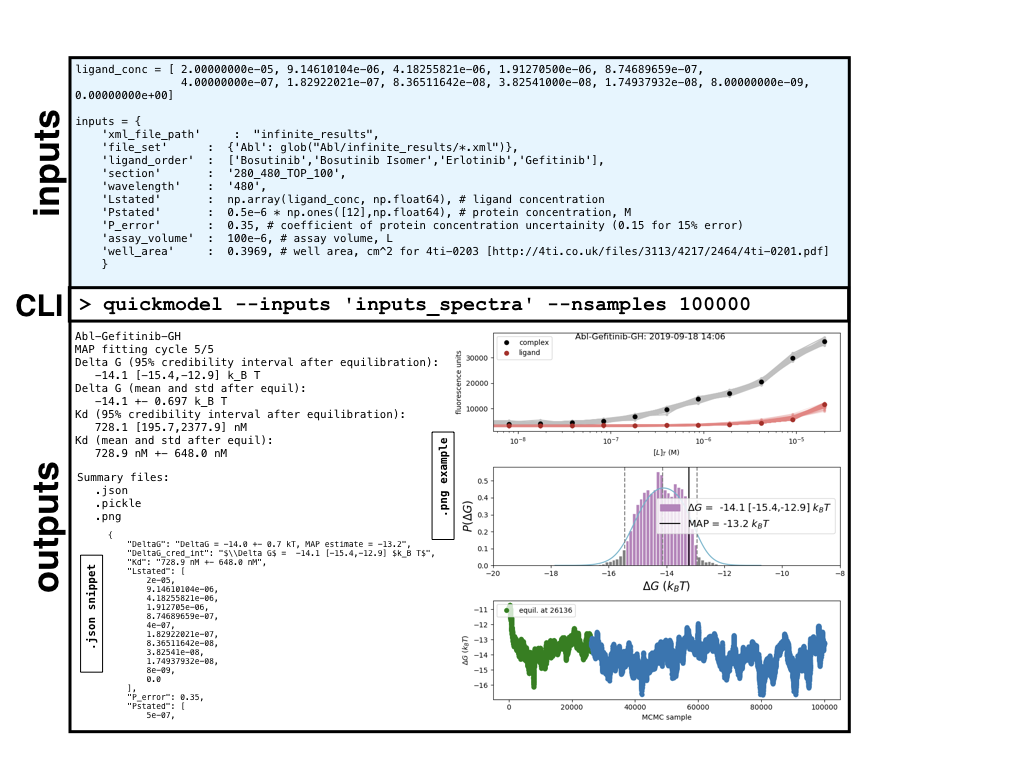 inputs
ligand_conc = [ 2.00000000e-05, 9.14610104e-06, 4.18255821e-06, 1.91270500e-06, 8.74689659e-07,
4.00000000e-07, 1.82922021e-07, 8.36511642e-08, 3.82541000e-08, 1.74937932e-08, 8.00000000e-09,
0.00000000e+00]
inputs = {
'xml_file_path' : "infinite_results",
'file_set' : {'Abl': glob("Abl/infinite_results/*.xml")},
'ligand_order' : ['Bosutinib','Bosutinib Isomer','Erlotinib','Gefitinib'],
'section' : '280_480_TOP_100',
'wavelength' : '480',
'Lstated' : np.array(ligand_conc, np.float64), # ligand concentration
'Pstated' : 0.5e-6 * np.ones([12],np.float64), # protein concentration, M
'P_error' : 0.35, # coefficient of protein concentration uncertainity (0.15 for 15% error)
'assay_volume' : 100e-6, # assay volume, L
'well_area' : 0.3969, # well area, cm^2 for 4ti-0203 [http://4ti.co.uk/files/3113/4217/2464/4ti-0201.pdf]
}
CLI
> quickmodel --inputs 'inputs_spectra' --nsamples 100000
outputs
Abl-Gefitinib-GH
MAP fitting cycle 5/5
Delta G (95% credibility interval after equilibration):
-14.1 [-15.4,-12.9] k_B T
Delta G (mean and std after equil):
-14.1 +- 0.697 k_B T
Kd (95% credibility interval after equilibration):
728.1 [195.7,2377.9] nM
Kd (mean and std after equil):
728.9 nM +- 648.0 nM
Summary files:
.json
.pickle
.png
.json snippet
{
"DeltaG": "DeltaG = -14.0 +- 0.7 kT, MAP estimate = -13.2",
"DeltaG_cred_int": "$\\Delta G$ = -14.1 [-15.4,-12.9] $k_B T$",
"Kd": "728.9 nM +- 648.0 nM",
"Lstated": [
2e-05,
9.14610104e-06,
4.18255821e-06,
1.912705e-06,
8.74689659e-07,
4e-07,
1.82922021e-07,
8.36511642e-08,
3.82541e-08,
1.74937932e-08,
8e-09,
0.0
],
"P_error": 0.35,
"Pstated": [
5e-07,
.png example
Abl-Gefitinib-GH: 2019-09-18 14:06
complex
ligand
fluorescence units
30000
20000
10000
10⁻⁸ 10⁻⁷ 10⁻⁶ 10⁻⁵
[L]T (M)
P(ΔG)
0.5
0.4
0.3
0.2
0.1
0.0
ΔG = -14.1 [-15.4,-12.9] kBT
MAP = -13.2 kBT
−20 −18 −16 −14 −12 −10 −8
ΔG (kBT)
equil. at 26136
ΔG (kBT)
−11
−12
−13
−14
−15
−16
0 20000 40000 60000 80000 100000
MCMC sample